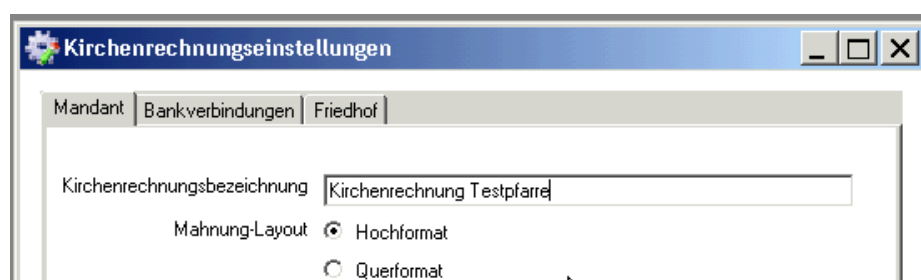 Kirchenrechnungseinstellungen
Mandant Bankverbindungen Friedhof
Kirchenrechnungsbezeichnung Kirchenrechnung Testpfarre
Mahnung-Layout Hochformat
Querformat